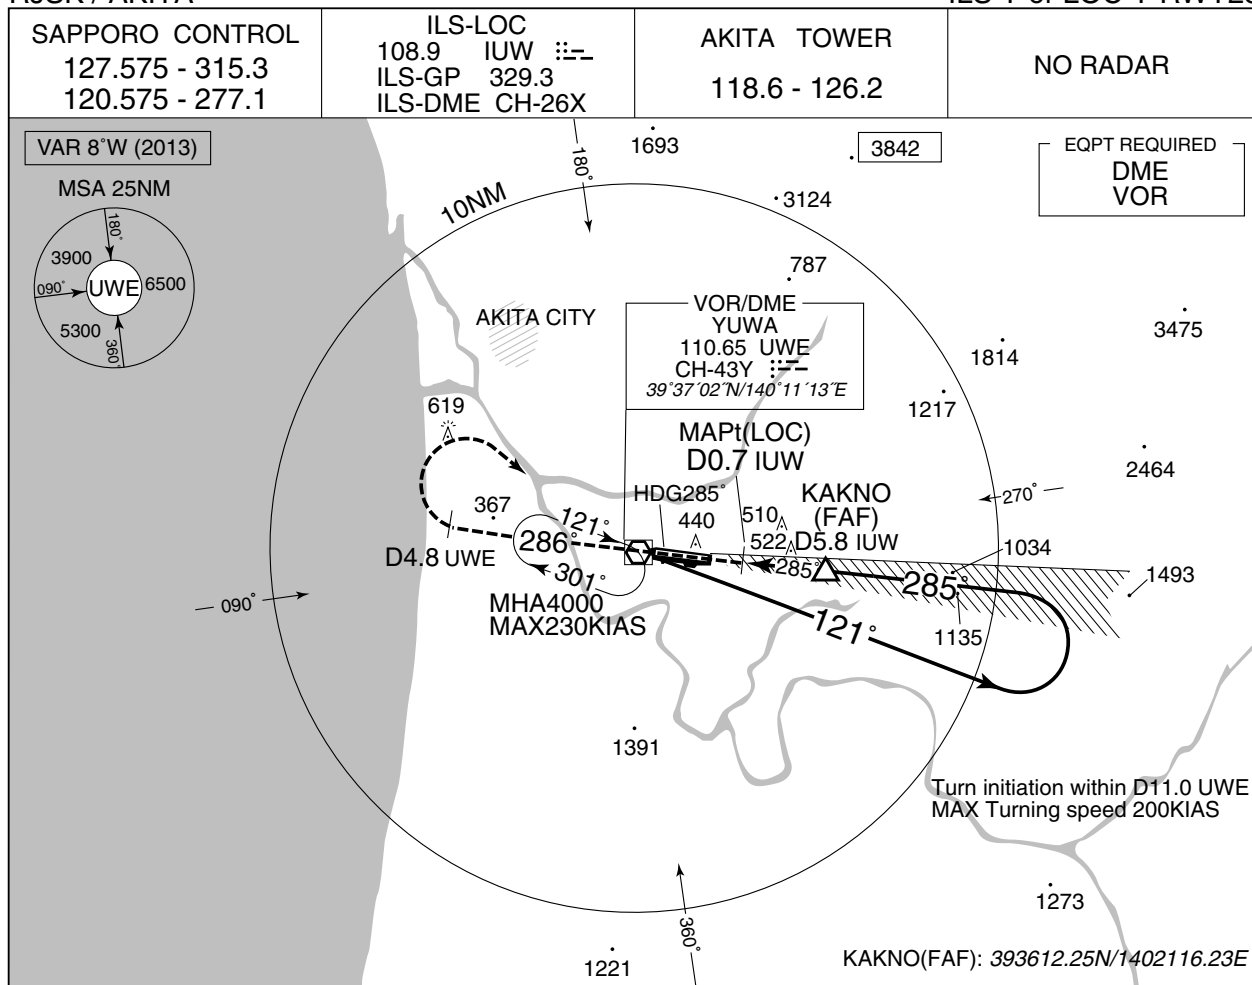 SAPPORO CONTROL
127.575 - 315.3
120.575 - 277.1
ILS-LOC
108.9 IUW
ILS-GP 329.3
ILS-DME CH-26X
AKITA TOWER
118.6 - 126.2
NO RADAR
VAR 8°W (2013)
MSA 25NM
180°
3900
090°
UWE
6500
5300
360°
180°
1693
3842
EQPT REQUIRED
DME
VOR
10NM
3124
787
AKITA CITY
VOR/DME
YUWA
110.65 UWE
CH-43Y
39°37´02˝N/140°11´13˝E
3475
1814
1217
619
MAPt(LOC)
D0.7 IUW
2464
HDG285°
KAKNO
(FAF)
D5.8 IUW
270°
367
121°
440
510
522
286°
D4.8 UWE
285°
1034
285°
1493
301°
090°
MHA4000
MAX230KIAS
121°
1135
1391
Turn initiation within D11.0 UWE
MAX Turning speed 200KIAS
1273
360°
1221
KAKNO(FAF): 393612.25N/1402116.23E